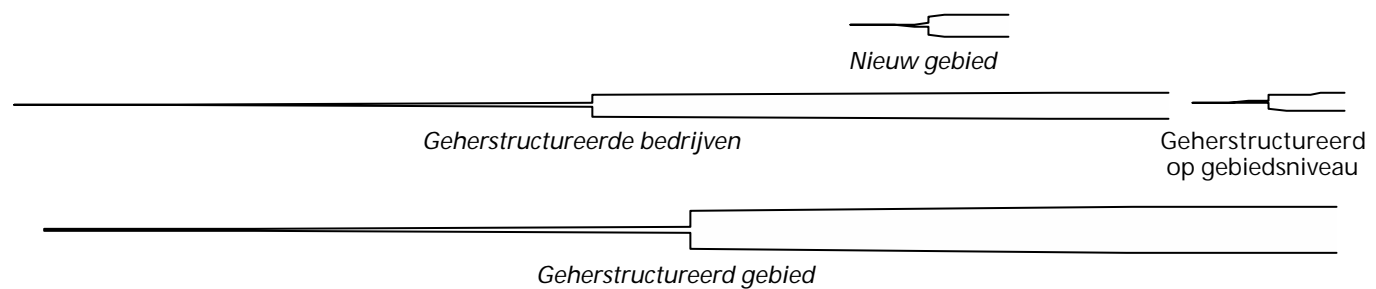 Nieuw gebied
Geherstructureerde bedrijven
Geherstructureerd
op gebiedsniveau
Geherstructureerd gebied